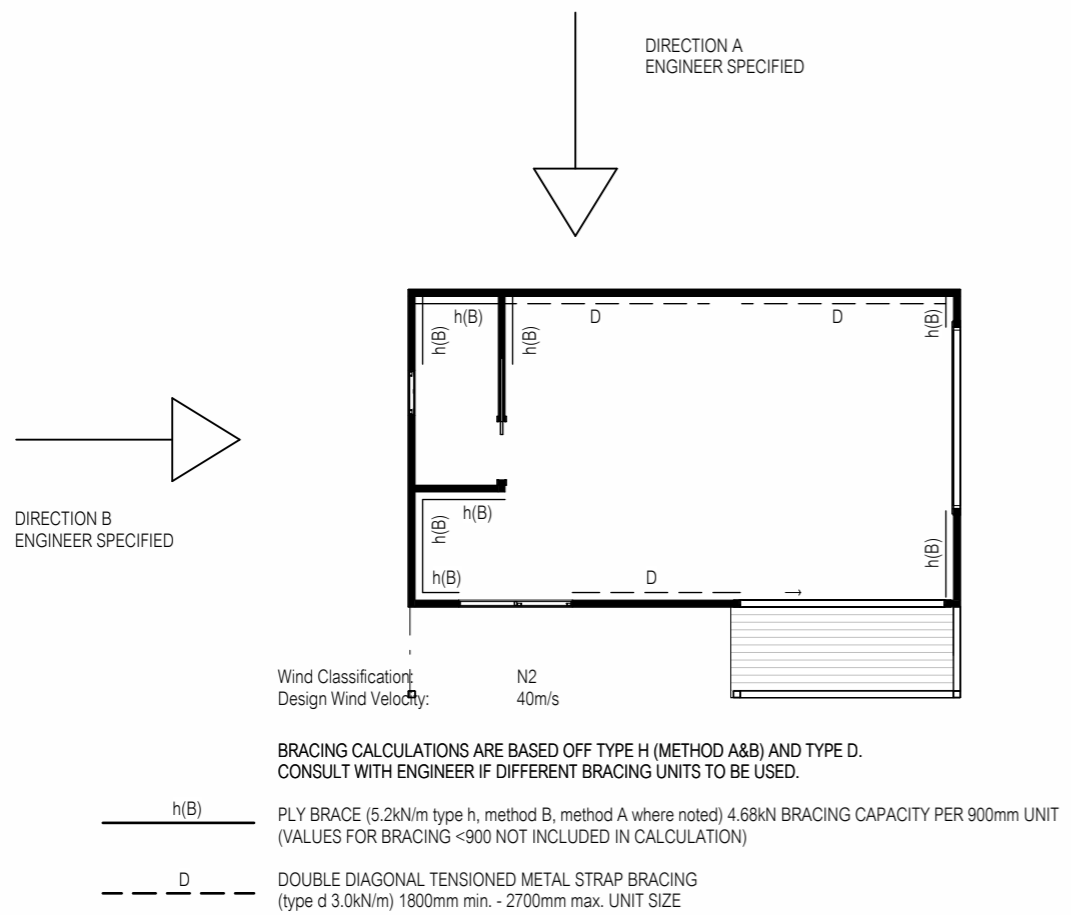 DIRECTION A
ENGINEER SPECIFIED
h(B)
D
D
h(B)
h(B)
h(B)
DIRECTION B
ENGINEER SPECIFIED
h(B)
h(B)
h(B)
h(B)
D
Wind Classification: N2
Design Wind Velocity: 40m/s
BRACING CALCULATIONS ARE BASED OFF TYPE H (METHOD A&B) AND TYPE D.
CONSULT WITH ENGINEER IF DIFFERENT BRACING UNITS TO BE USED.
h(B) PLY BRACE (5.2kN/m type h, method B, method A where noted) 4.68kN BRACING CAPACITY PER 900mm UNIT
(VALUES FOR BRACING <900 NOT INCLUDED IN CALCULATION)
D DOUBLE DIAGONAL TENSIONED METAL STRAP BRACING
(type d 3.0kN/m) 1800mm min. - 2700mm max. UNIT SIZE